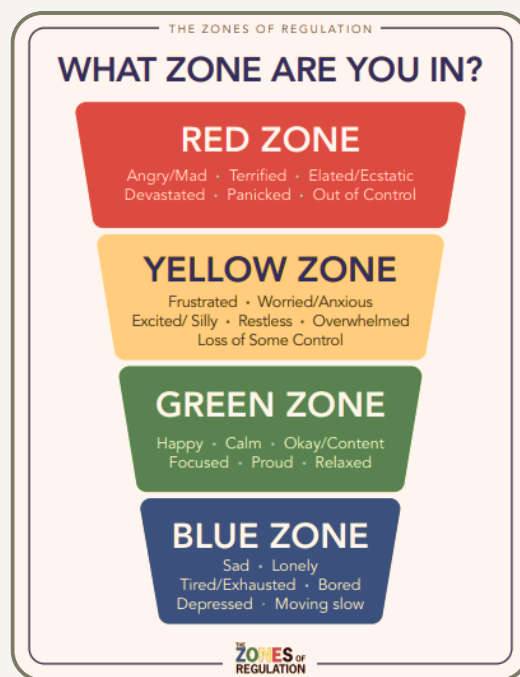 THE ZONES OF REGULATION
WHAT ZONE ARE YOU IN?
RED ZONE
Angry/Mad • Terrified • Elated/Ecstatic
Devastated • Panicked • Out of Control
YELLOW ZONE
Frustrated • Worried/Anxious
Excited/ Silly • Restless • Overwhelmed
Loss of Some Control
GREEN ZONE
Happy • Calm • Okay/Content
Focused • Proud • Relaxed
BLUE ZONE
Sad • Lonely
Tired/Exhausted • Bored
Depressed • Moving slow
THE
ZONES OF
REGULATION